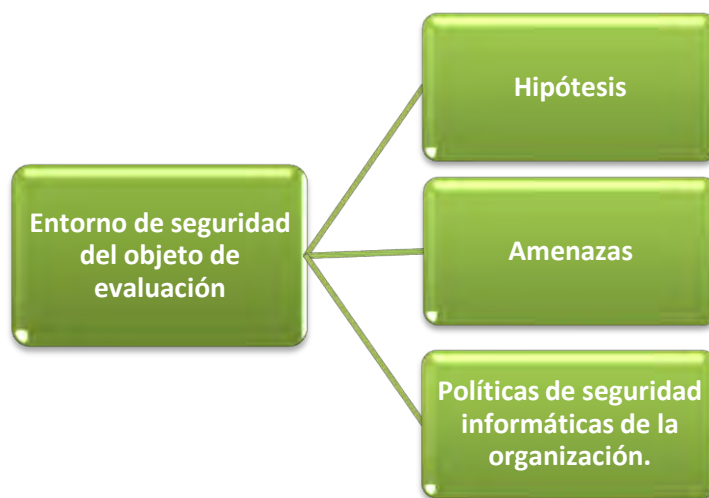 Hipótesis
Entorno de seguridad
del objeto de
evaluación
Amenazas
Políticas de seguridad
informáticas de la
organización.